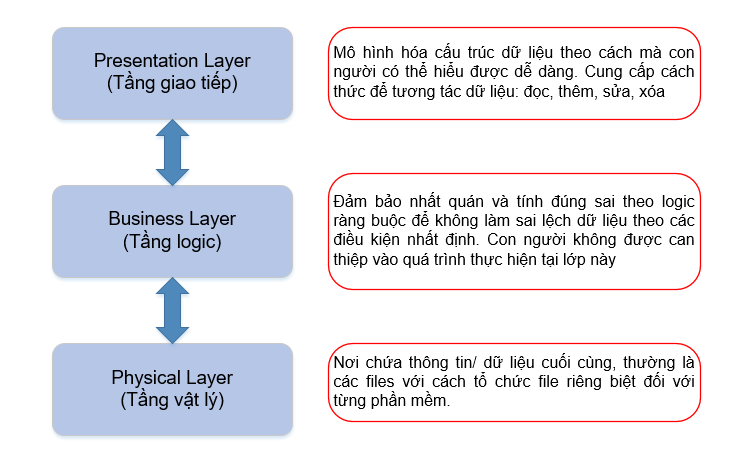 Presentation Layer
(Tầng giao tiếp)
Mô hình hóa cấu trúc dữ liệu theo cách mà con
người có thể hiểu được dễ dàng. Cung cấp cách
thức để tương tác dữ liệu: đọc, thêm, sửa, xóa
Business Layer
(Tầng logic)
Đảm bảo nhất quán và tính đúng sai theo logic
ràng buộc để không làm sai lệch dữ liệu theo các
điều kiện nhất định. Con người không được can
thiệp vào quá trình thực hiện tại lớp này
Physical Layer
(Tầng vật lý)
Nơi chứa thông tin/ dữ liệu cuối cùng, thường là
các files với cách tổ chức file riêng biệt đối với
từng phần mềm.